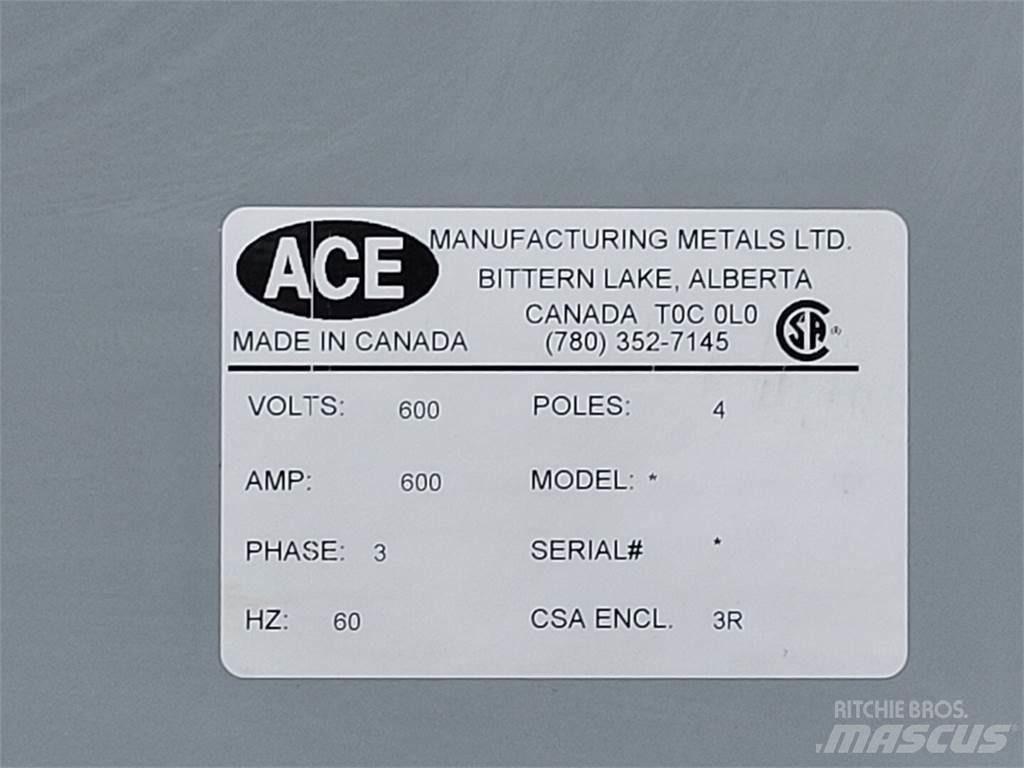 ACE MANUFACTURING METALS LTD.
BITTERN LAKE, ALBERTA
CANADA T0C 0L0
MADE IN CANADA (780) 352-7145
CSA (R)
VOLTS: 600 POLES: 4
AMP: 600 MODEL: *
PHASE: 3 SERIAL# *
HZ: 60 CSA ENCL. 3R
RITCHIE BROS.
MASCUS